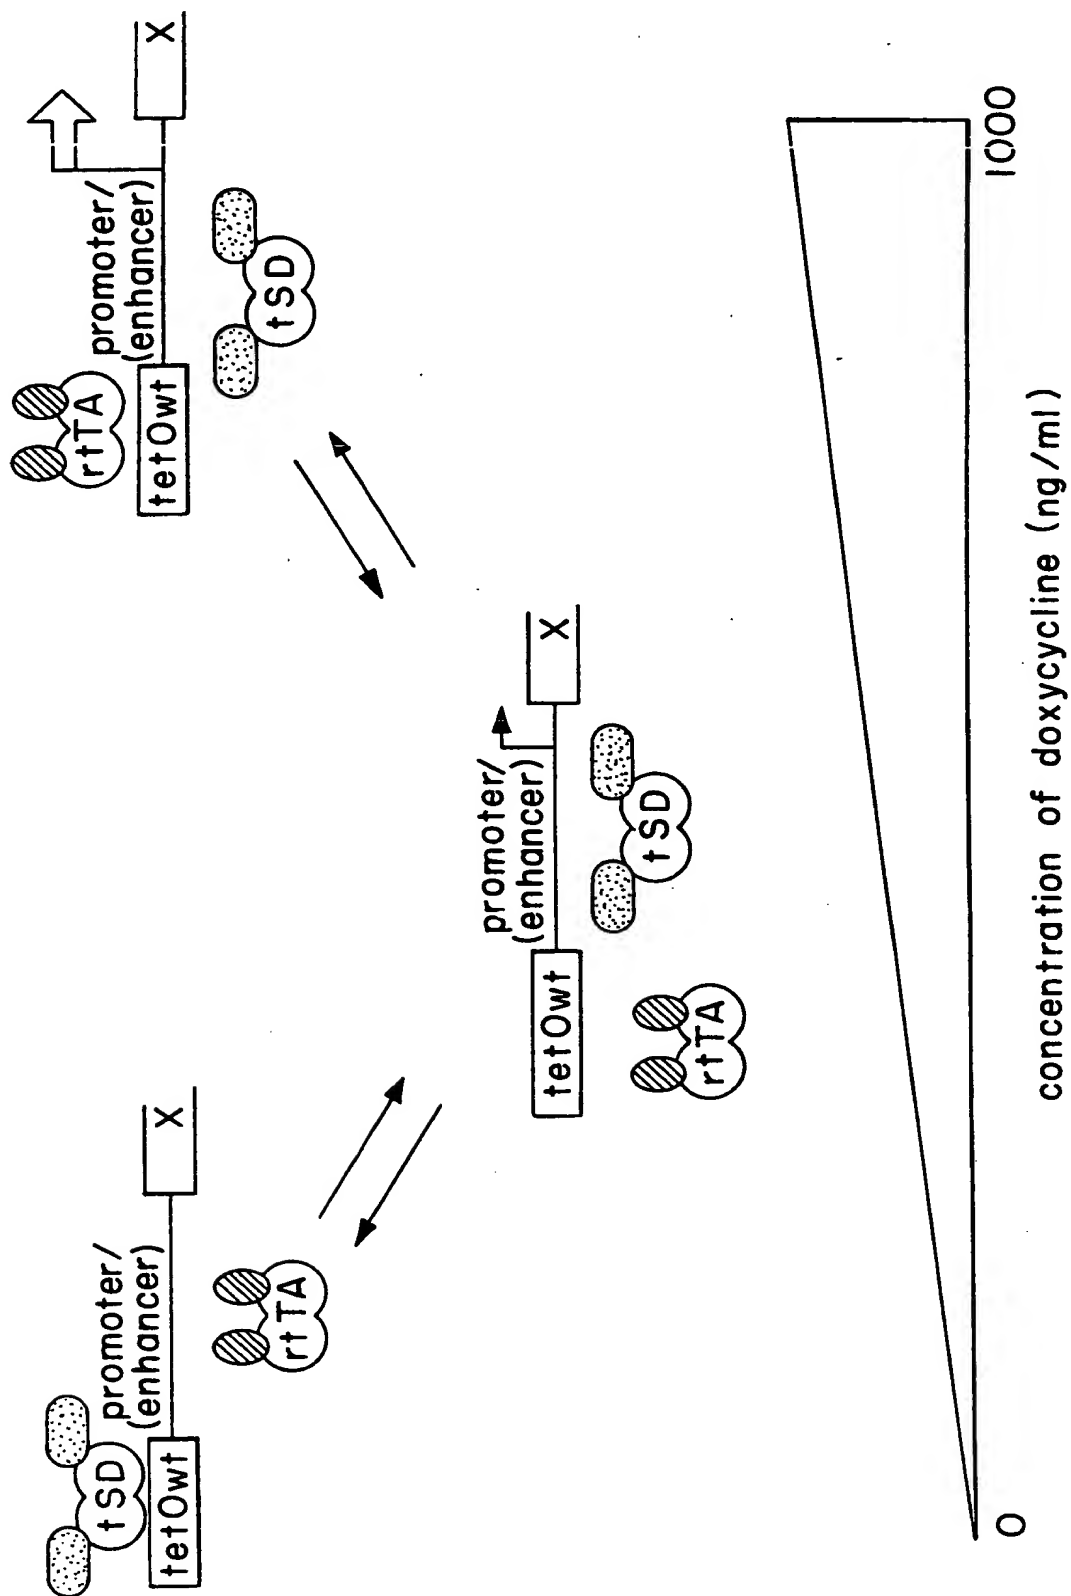 tSD
promoter/
(enhancer)
tetOwt
X
rtTA
promoter/
(enhancer)
tetOwt
X
rtTA
tSD
rtTA
promoter/
(enhancer)
tetOwt
X
tSD
0
1000
concentration of doxycycline (ng/ml)